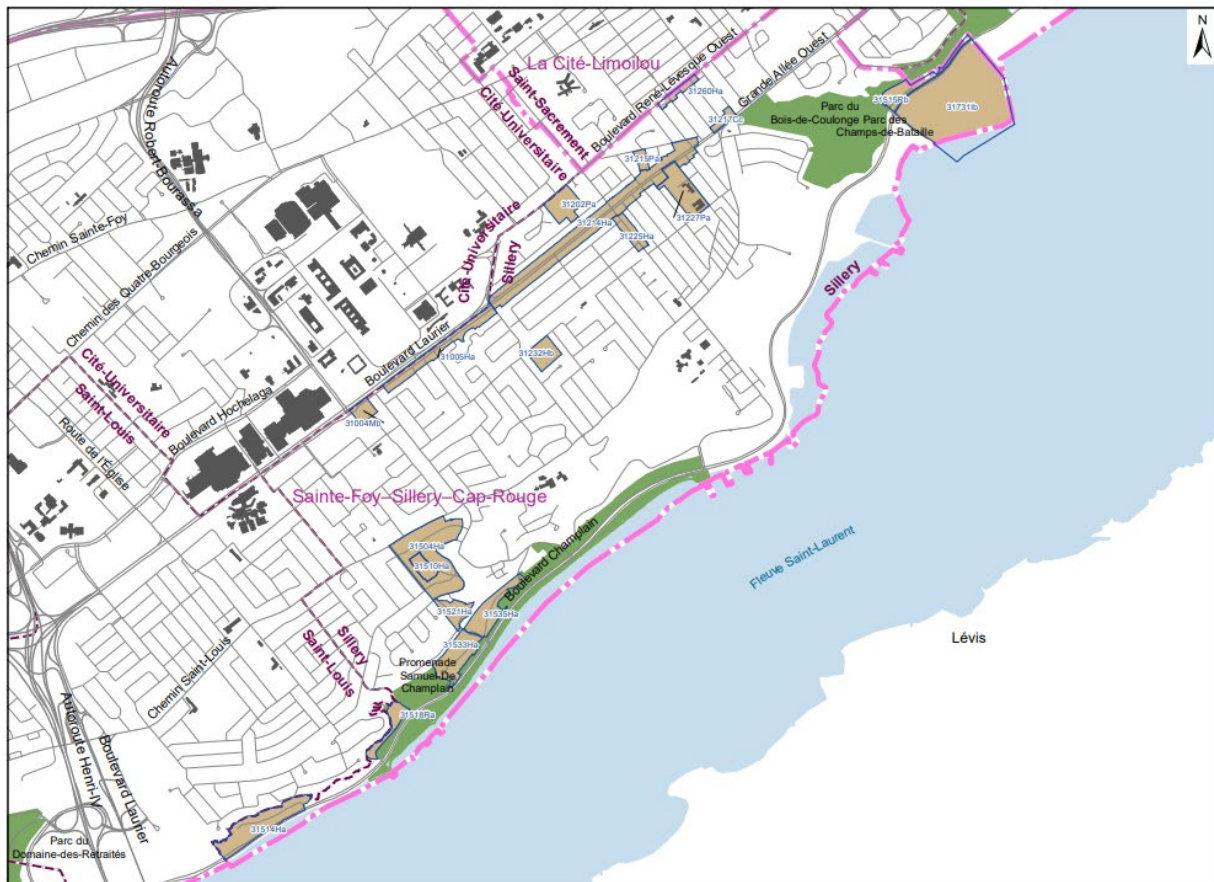 N
La Cité-Limoilou
Boulevard René-Lévesque Ouest
Grande Allée Ouest
Saint-Sacrement
Cité-Universitaire
Autoroute Robert-Bourassa
31260Ha
31217Cc
31515Rb
31731Ib
Parc du
Bois-de-Coulonge
Parc des
Champs-de-Bataille
31215Pa
31202Pa
31214Ha
31227Pa
31225Ha
Chemin Sainte-Foy
Chemin des Quatre-Bourgeois
Cité-Universitaire
Sillery
Sillery
Boulevard Laurier
31005Ha
31232Hb
31004Mb
Cité-Universitaire
Saint-Louis
Boulevard Hochelaga
Route de l'Église
Sainte-Foy–Sillery–Cap-Rouge
31504Ha
31510Ha
Boulevard Champlain
Fleuve Saint-Laurent
31521Ha
31535Ha
31533Ha
Lévis
Sillery
Saint-Louis
Chemin Saint-Louis
Promenade
Samuel-De
Champlain
31518Ra
Autoroute Henri-IV
Boulevard Laurier
31514Ha
Parc du
Domaine-des-Retraités